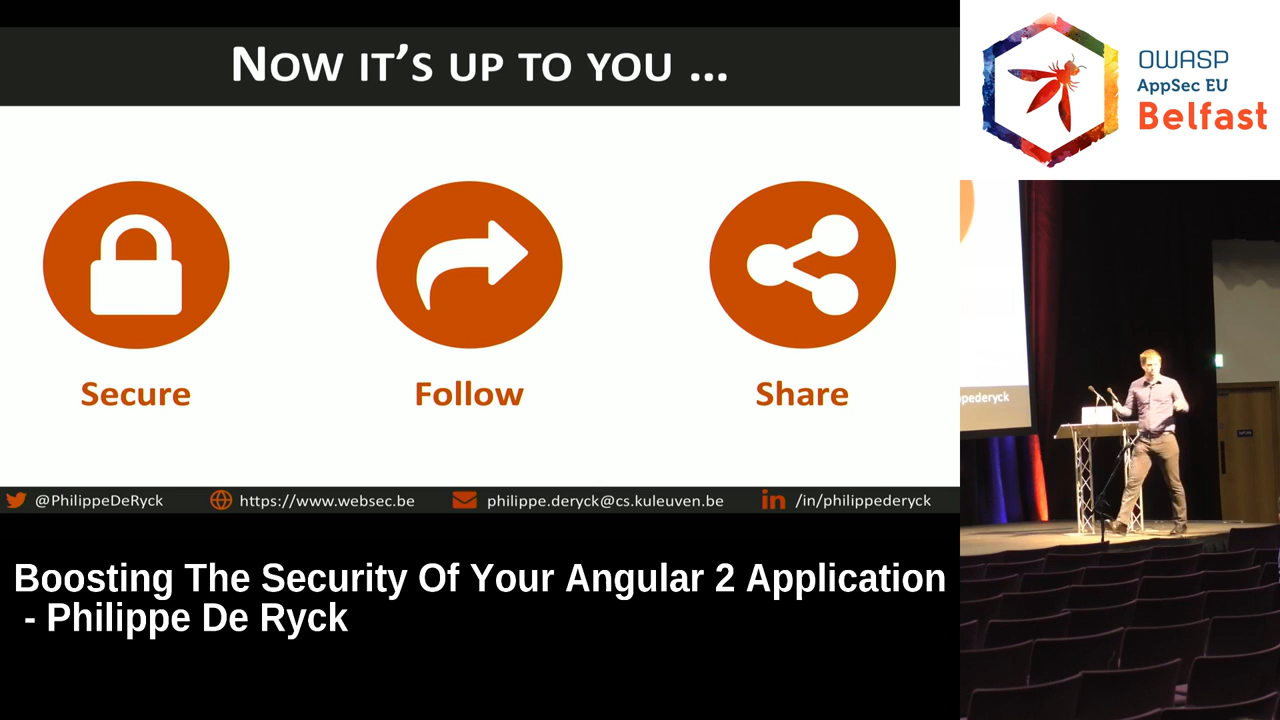 Now it's up to you ...
Secure
Follow
Share
@PhilippeDeRyck
https://www.websec.be
philippe.deryck@cs.kuleuven.be
/in/philippederyck
Boosting The Security Of Your Angular 2 Application
- Philippe De Ryck
OWASP
AppSec EU
Belfast
ppederyck